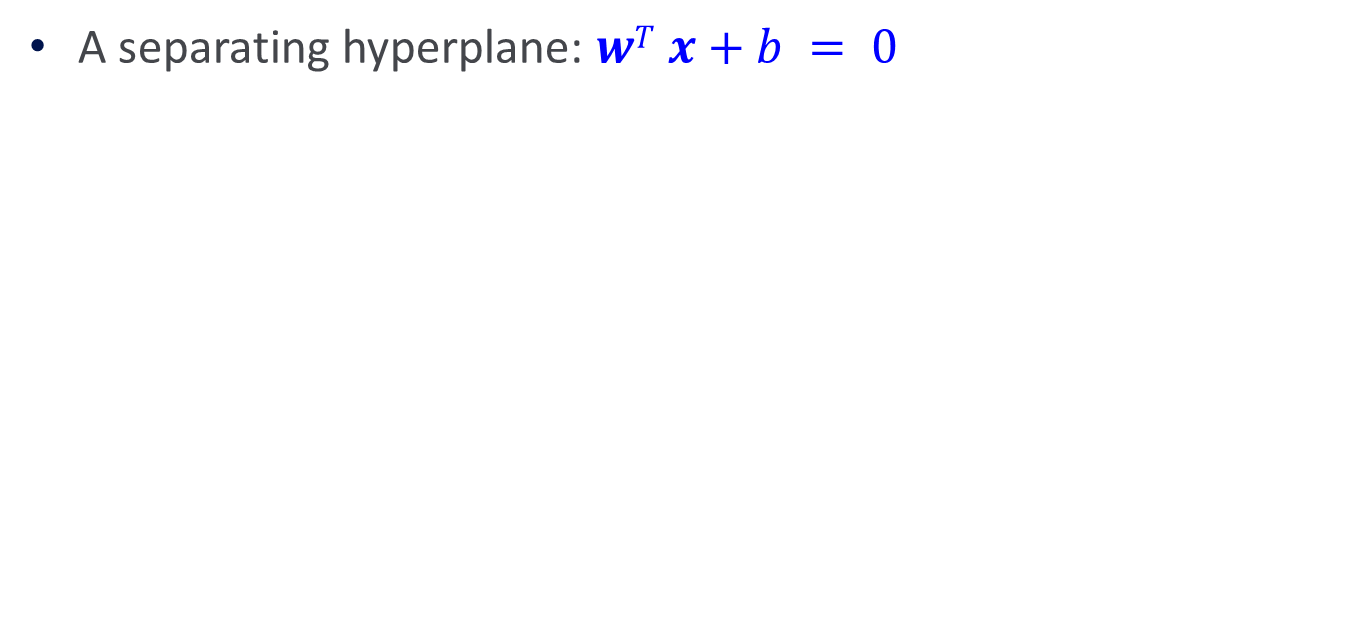 • A separating hyperplane: 𝒘ᵀ 𝒙 + 𝑏 = 0